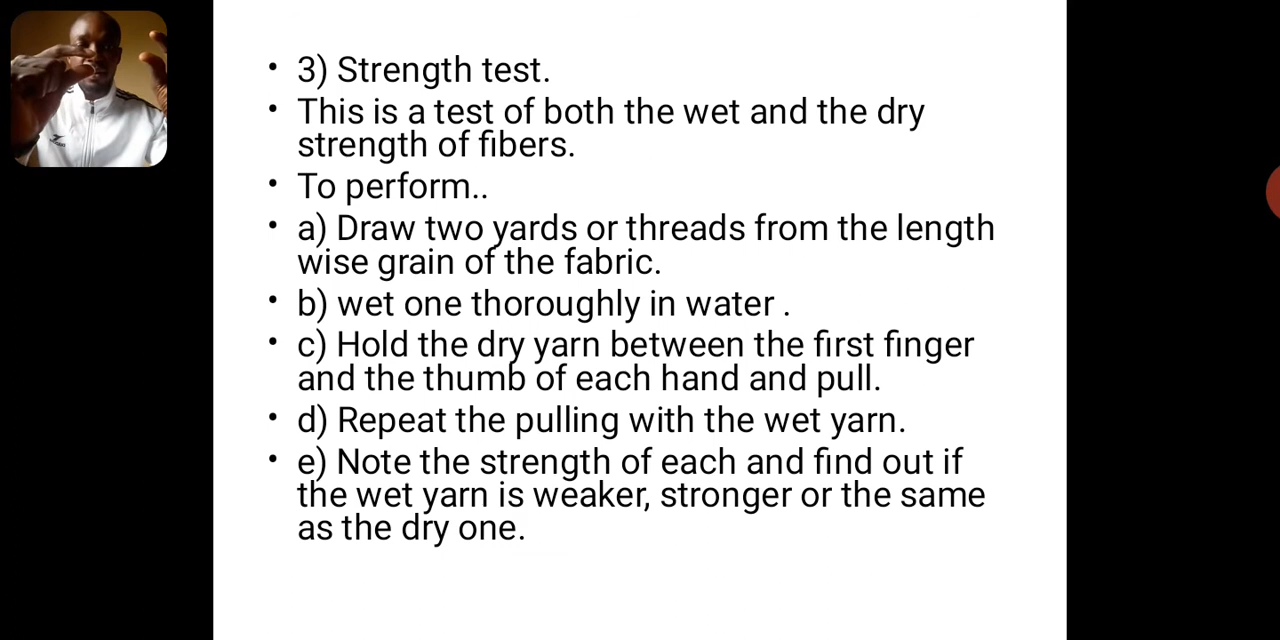 • 3) Strength test.
• This is a test of both the wet and the dry
strength of fibers.
• To perform..
• a) Draw two yards or threads from the length
wise grain of the fabric.
• b) wet one thoroughly in water .
• c) Hold the dry yarn between the first finger
and the thumb of each hand and pull.
• d) Repeat the pulling with the wet yarn.
• e) Note the strength of each and find out if
the wet yarn is weaker, stronger or the same
as the dry one.